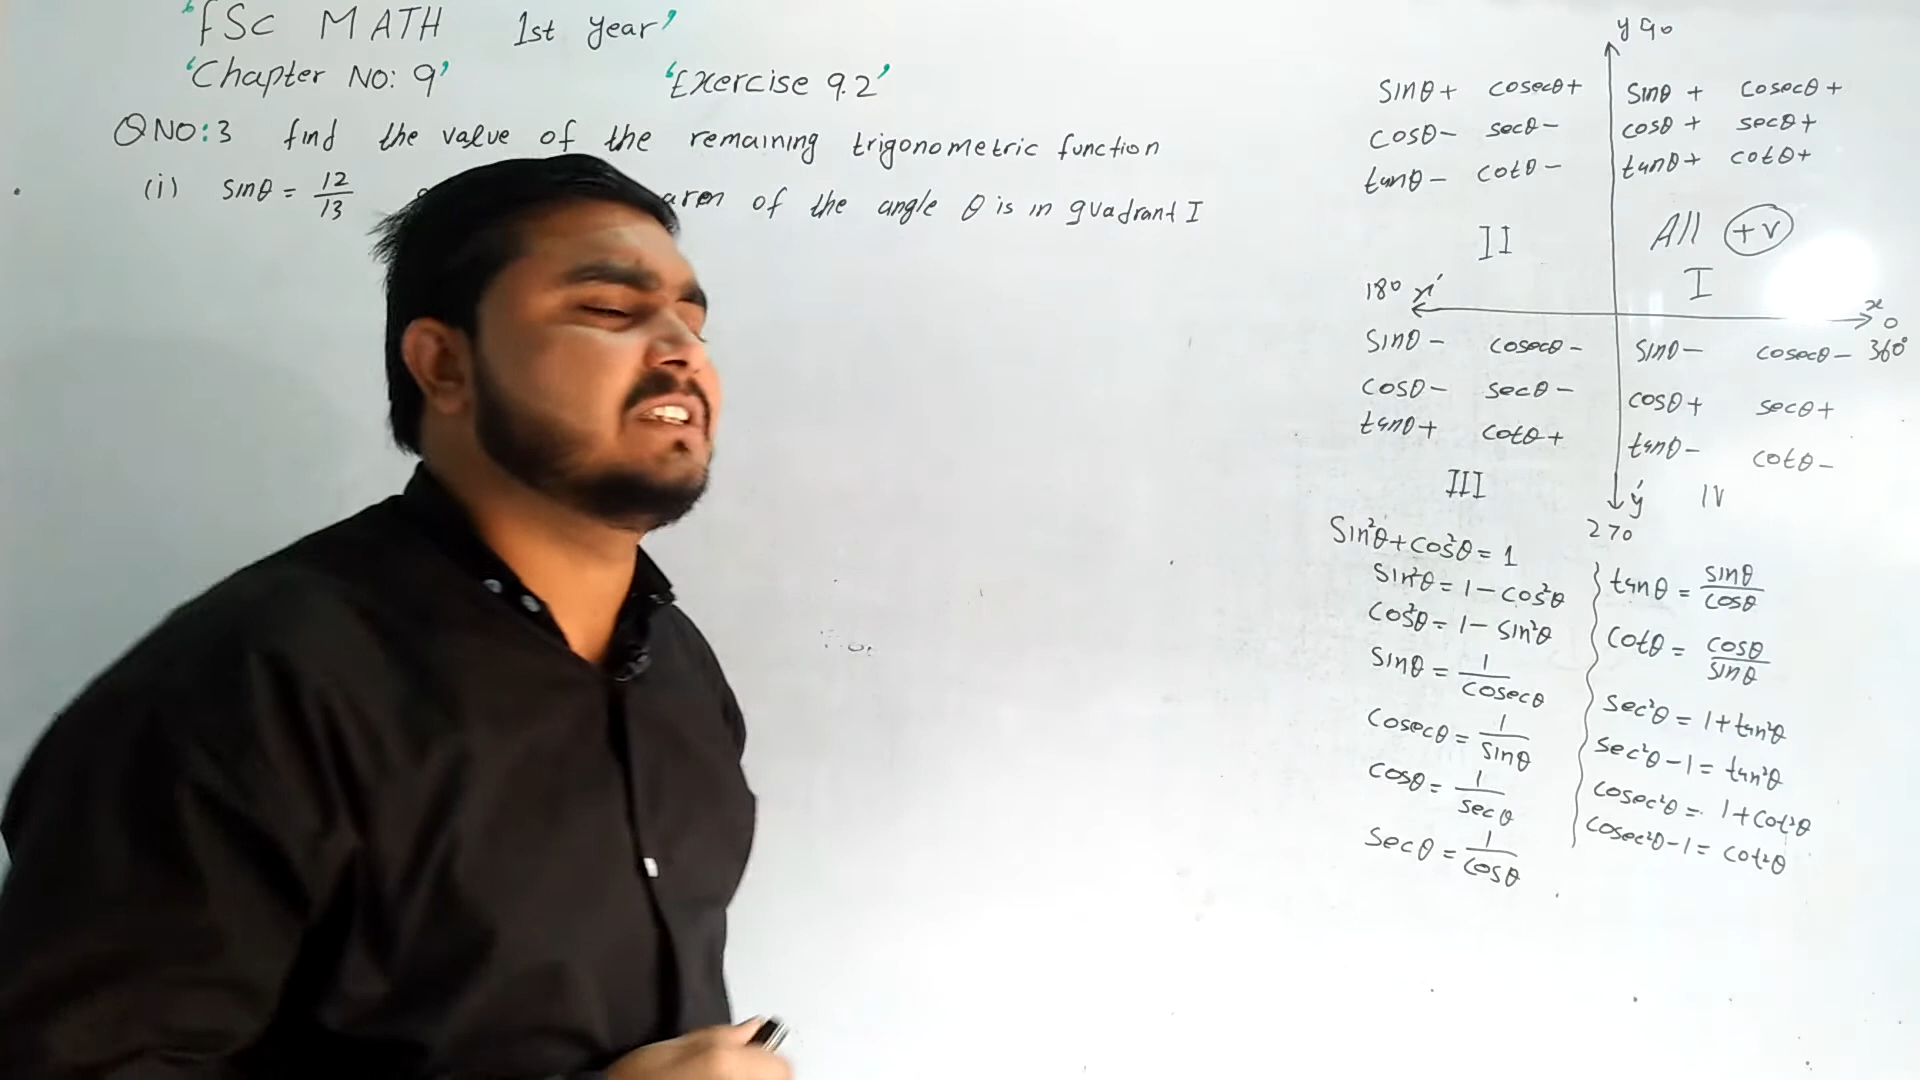 'FSc MATH 1st year'
'Chapter No: 9' 'Exercise 9.2'
QNO:3 find the value of the remaining trigonometric function
(i) sinθ = 12/13 of the angle θ is in quadrant I
y 90
sinθ+ cosecθ+
cosθ- secθ-
tanθ- cotθ-
II
sinθ + cosecθ +
cosθ + secθ+
tanθ+ cotθ+
All +v
I
180 x'
x 0
360°
sinθ - cosecθ -
cosθ - secθ -
tanθ+ cotθ+
III
sinθ - cosecθ -
cosθ+ secθ+
tanθ- cotθ-
IV
y'
270
Sin²θ+cos²θ = 1
Sin²θ = 1 - cos²θ
cos²θ = 1 - sin²θ
sinθ = 1/cosecθ
cosecθ = 1/sinθ
cosθ = 1/secθ
secθ = 1/cosθ
tanθ = sinθ/cosθ
cotθ = cosθ/sinθ
sec²θ = 1+tan²θ
sec²θ-1 = tan²θ
cosec²θ = 1+cot²θ
cosec²θ-1 = cot²θ